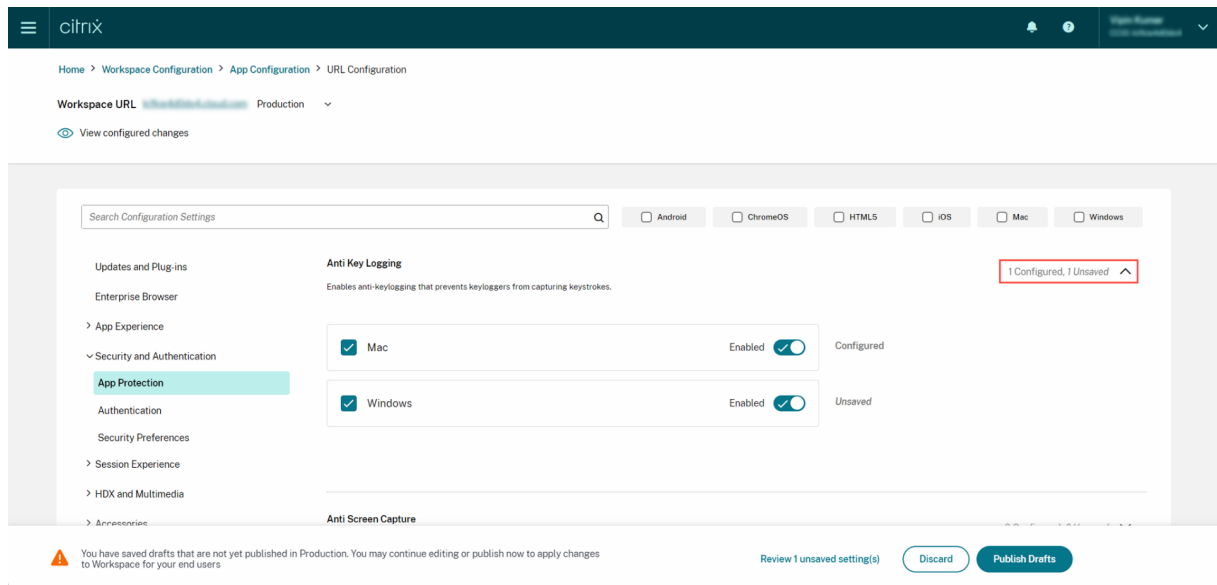 citrix
Home > Workspace Configuration > App Configuration > URL Configuration
Workspace URL Production
View configured changes
Search Configuration Settings
Android
ChromeOS
HTML5
iOS
Mac
Windows
Updates and Plug-ins
Enterprise Browser
App Experience
Security and Authentication
App Protection
Authentication
Security Preferences
Session Experience
HDX and Multimedia
Accessories
Anti Key Logging
1 Configured, 1 Unsaved
Enables anti-keylogging that prevents keyloggers from capturing keystrokes.
Mac Enabled Configured
Windows Enabled Unsaved
Anti Screen Capture
You have saved drafts that are not yet published in Production. You may continue editing or publish now to apply changes
to Workspace for your end users
Review 1 unsaved setting(s)
Discard
Publish Drafts